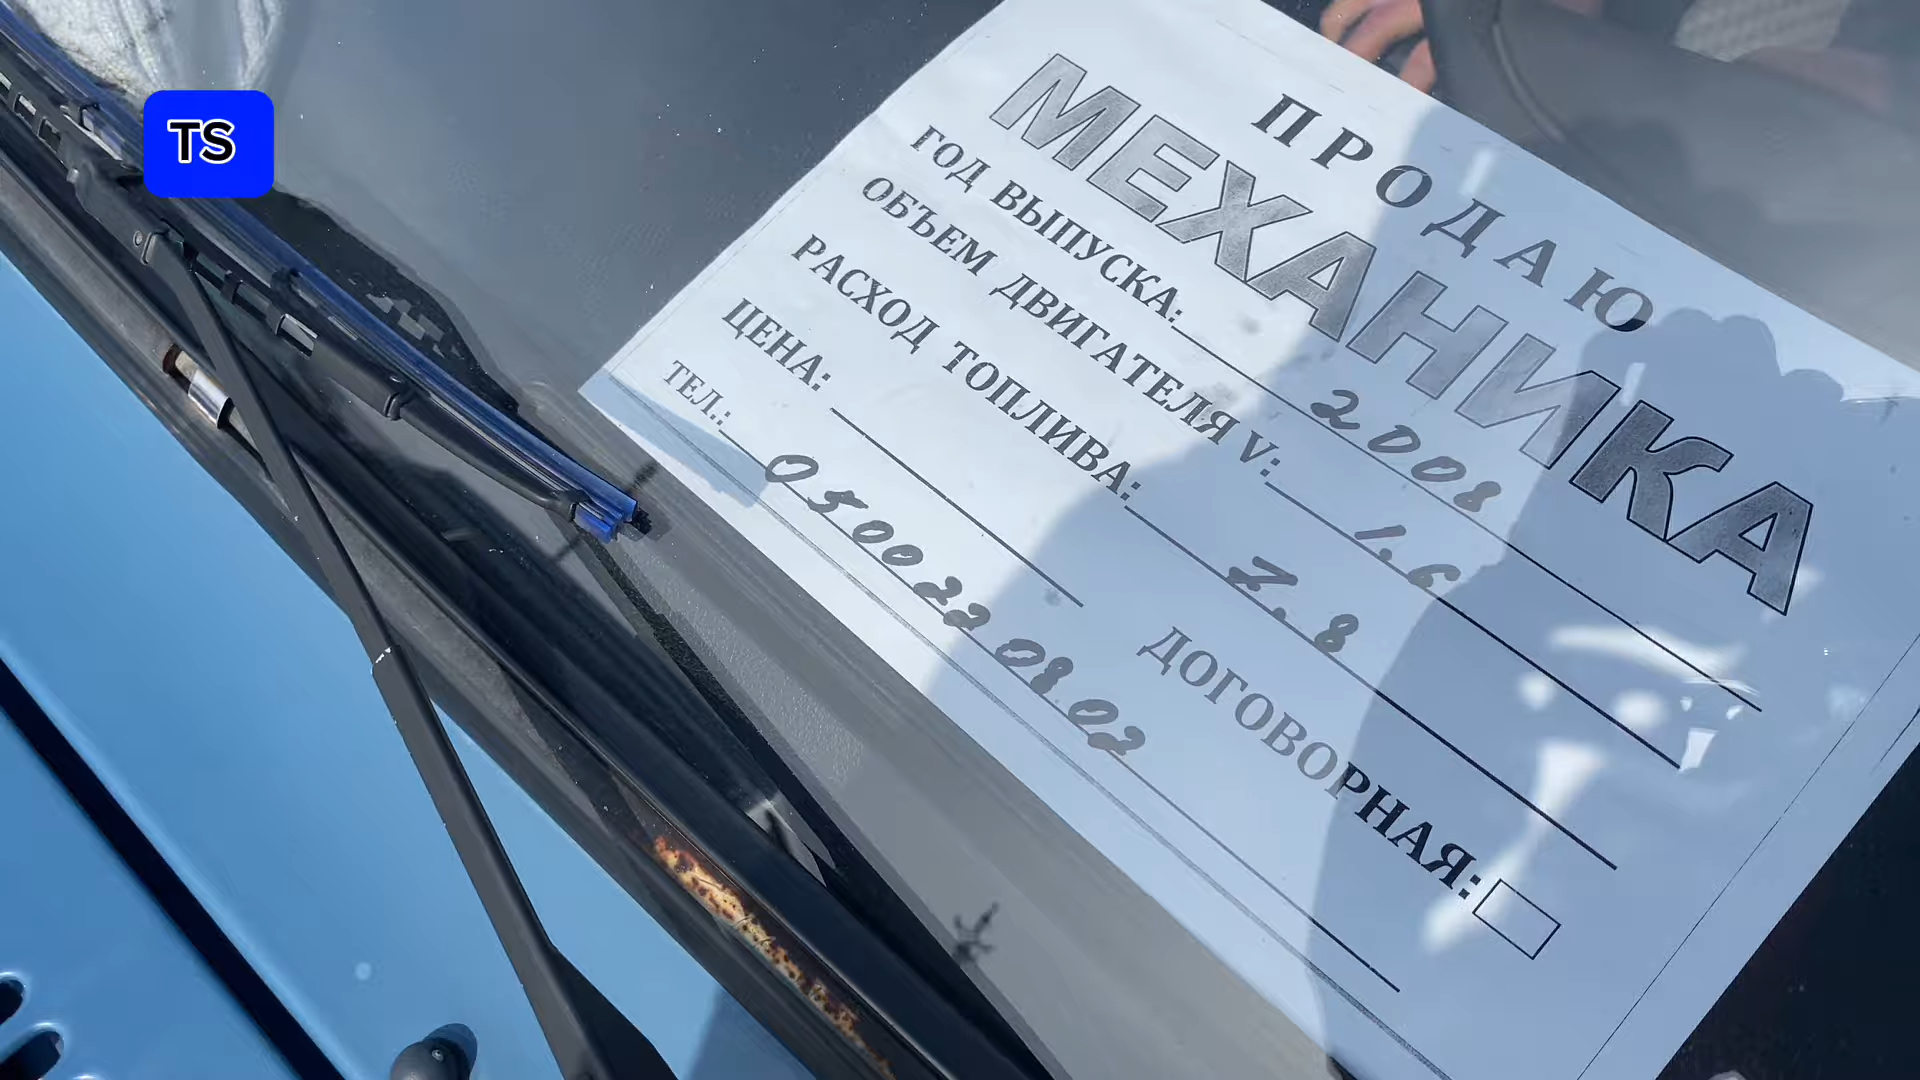 TS
ПРОДАЮ
МЕХАНИКА
ГОД ВЫПУСКА: 2008
ОБЪЕМ ДВИГАТЕЛЯ V: 1.6
РАСХОД ТОПЛИВА: 7.8
ЦЕНА: ДОГОВОРНАЯ:
ТЕЛ.: 0500220802